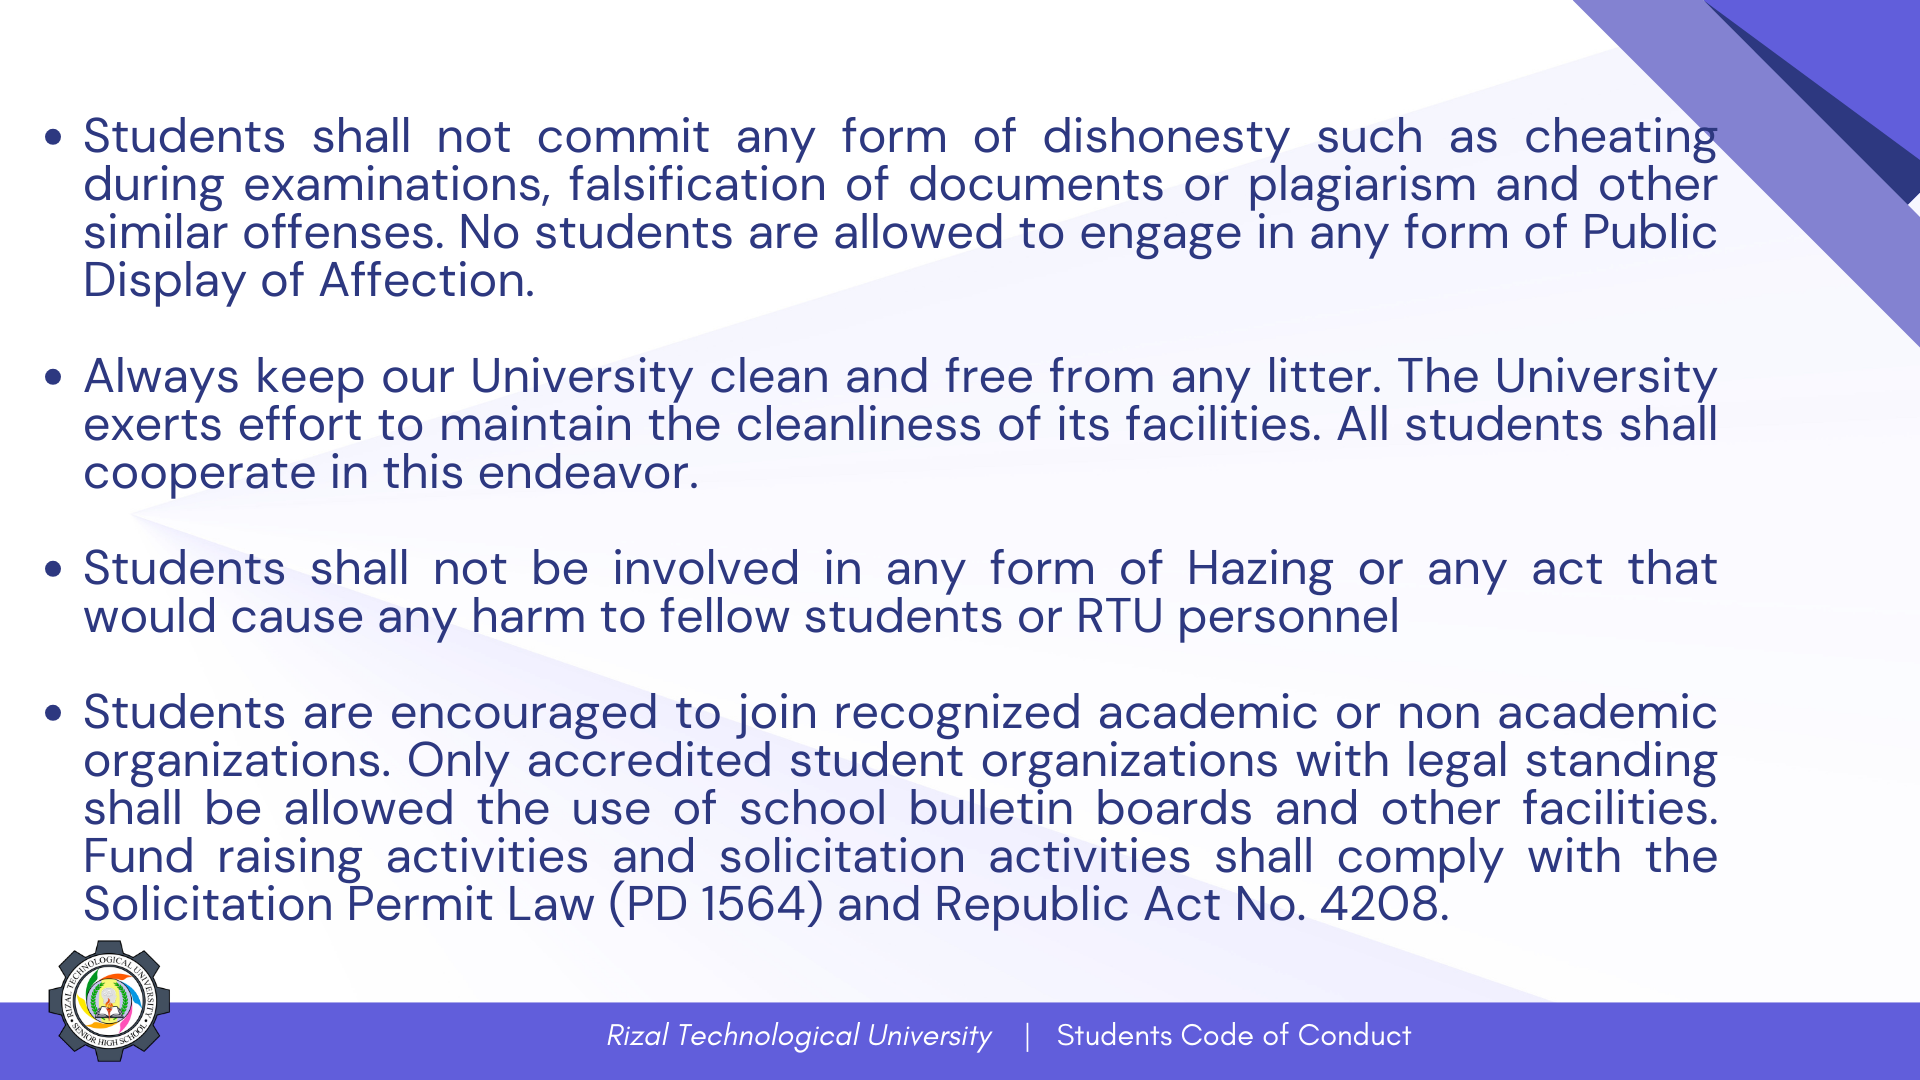 • Students shall not commit any form of dishonesty such as cheating
during examinations, falsification of documents or plagiarism and other
similar offenses. No students are allowed to engage in any form of Public
Display of Affection.
• Always keep our University clean and free from any litter. The University
exerts effort to maintain the cleanliness of its facilities. All students shall
cooperate in this endeavor.
• Students shall not be involved in any form of Hazing or any act that
would cause any harm to fellow students or RTU personnel
• Students are encouraged to join recognized academic or non academic
organizations. Only accredited student organizations with legal standing
shall be allowed the use of school bulletin boards and other facilities.
Fund raising activities and solicitation activities shall comply with the
Solicitation Permit Law (PD 1564) and Republic Act No. 4208.
RIZAL TECHNOLOGICAL UNIVERSITY
SENIOR HIGH SCHOOL
Rizal Technological University | Students Code of Conduct